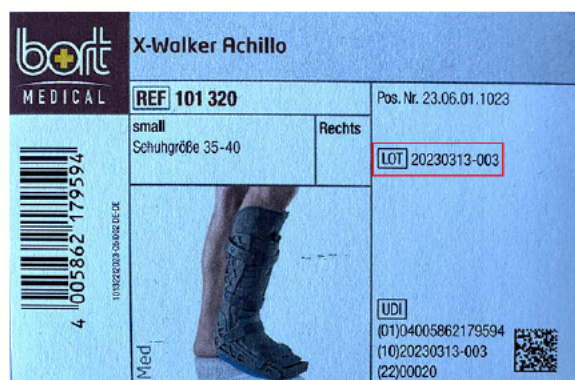 bort
MEDICAL
X-Walker Achillo
REF 101 320
Pos. Nr. 23.06.01.1023
small
Schuhgröße 35-40
Rechts
LOT 20230313-003
4 005862 179594
Med
UDI
(01)04005862179594
(10)20230313-003
(22)00020